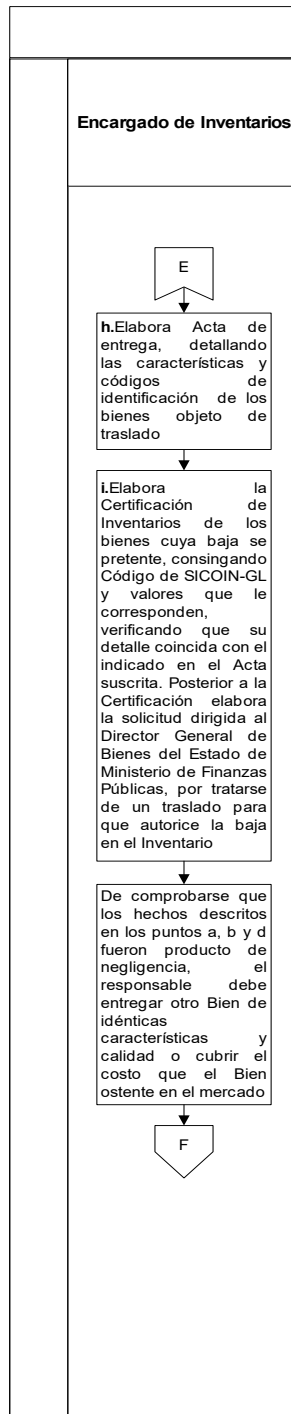 Encargado de Inventarios
E
h.Elabora Acta de
entrega, detallando
las características y
códigos de
identificación de los
bienes objeto de
traslado
i.Elabora la
Certificación de
Inventarios de los
bienes cuya baja se
pretente, consingando
Código de SICOIN-GL
y valores que le
corresponden,
verificando que su
detalle coincida con el
indicado en el Acta
suscrita. Posterior a la
Certificación elabora
la solicitud dirigida al
Director General de
Bienes del Estado de
Ministerio de Finanzas
Públicas, por tratarse
de un traslado para
que autorice la baja
en el Inventario
De comprobarse que
los hechos descritos
en los puntos a, b y d
fueron producto de
negligencia, el
responsable debe
entregar otro Bien de
idénticas
características y
calidad o cubrir el
costo que el Bien
ostente en el mercado
F